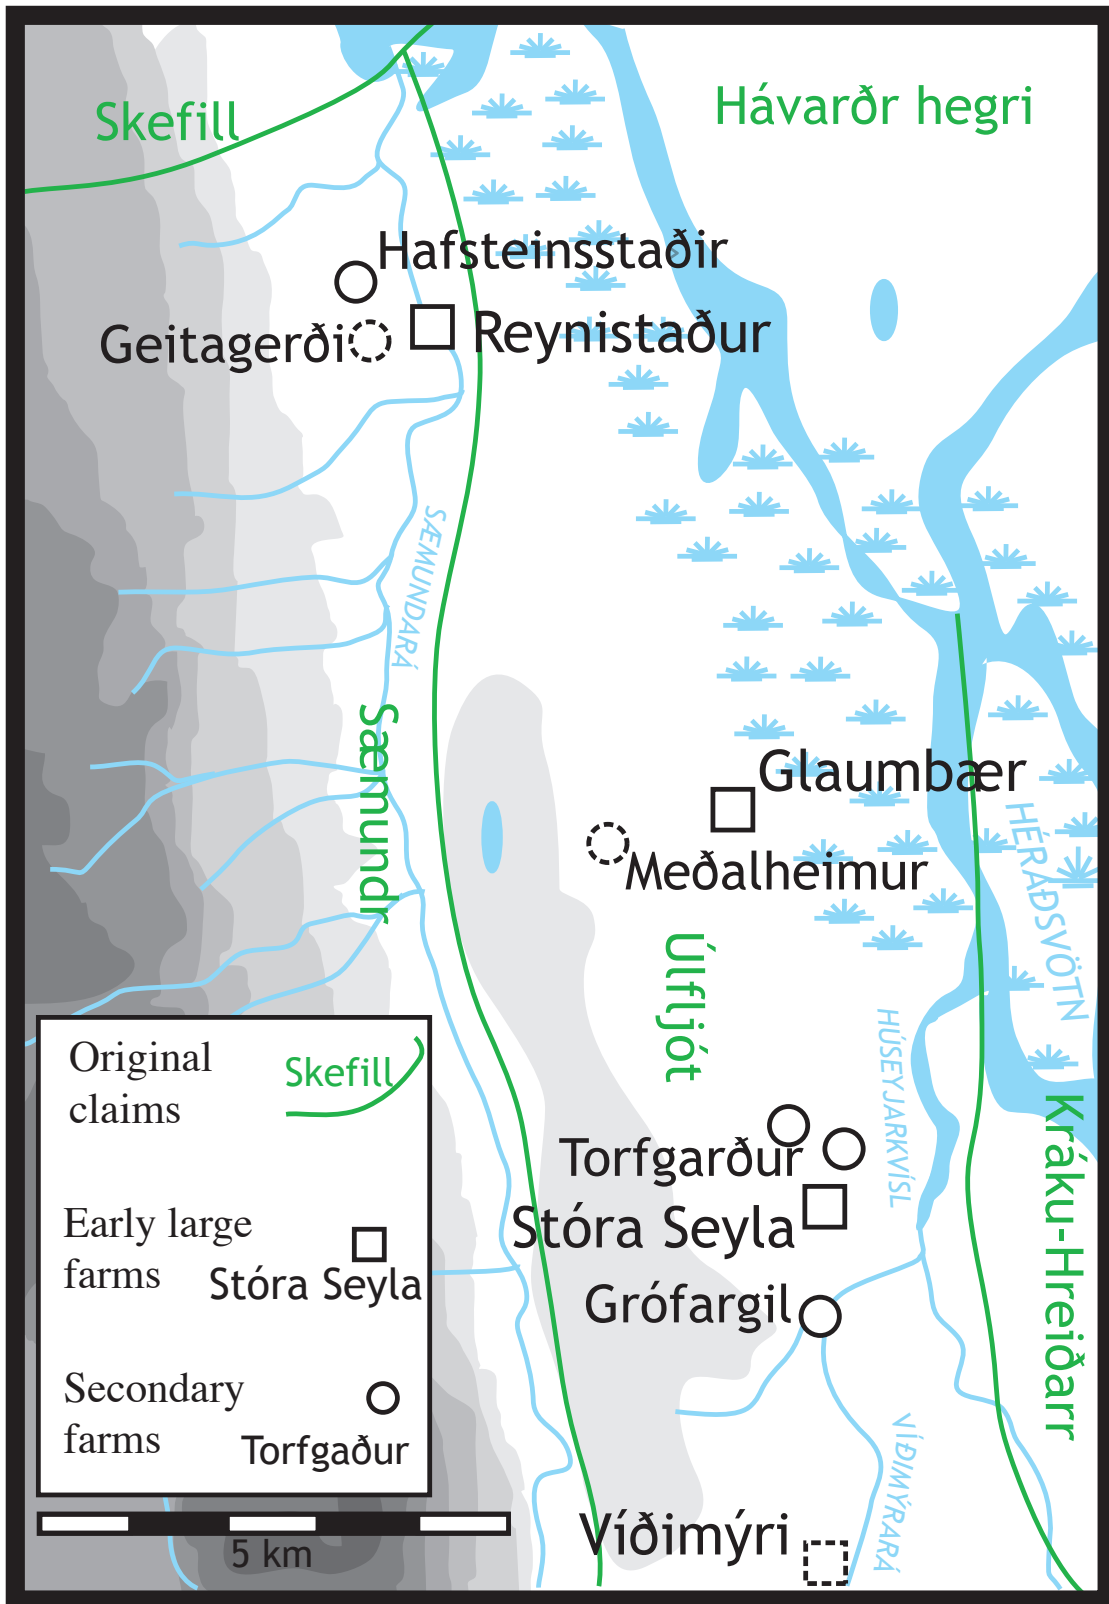 Skefill
Hávarðr hegri
Hafsteinsstaðir
Geitagerði
Reynistaður
SÆMUNDARÁ
Sæmundr
Glaumbær
Meðalheimur
HÉRAÐSVÖTN
Úlfljót
HÚSEYJARKVÍSL
Torfgarður
Stóra Seyla
Kráku-Hreiðarr
Grófargil
VÍÐIMÝRARÁ
Víðimýri
Original
claims
Skefill
Early large
farms
Stóra Seyla
Secondary
farms
Torfgaður
5 km